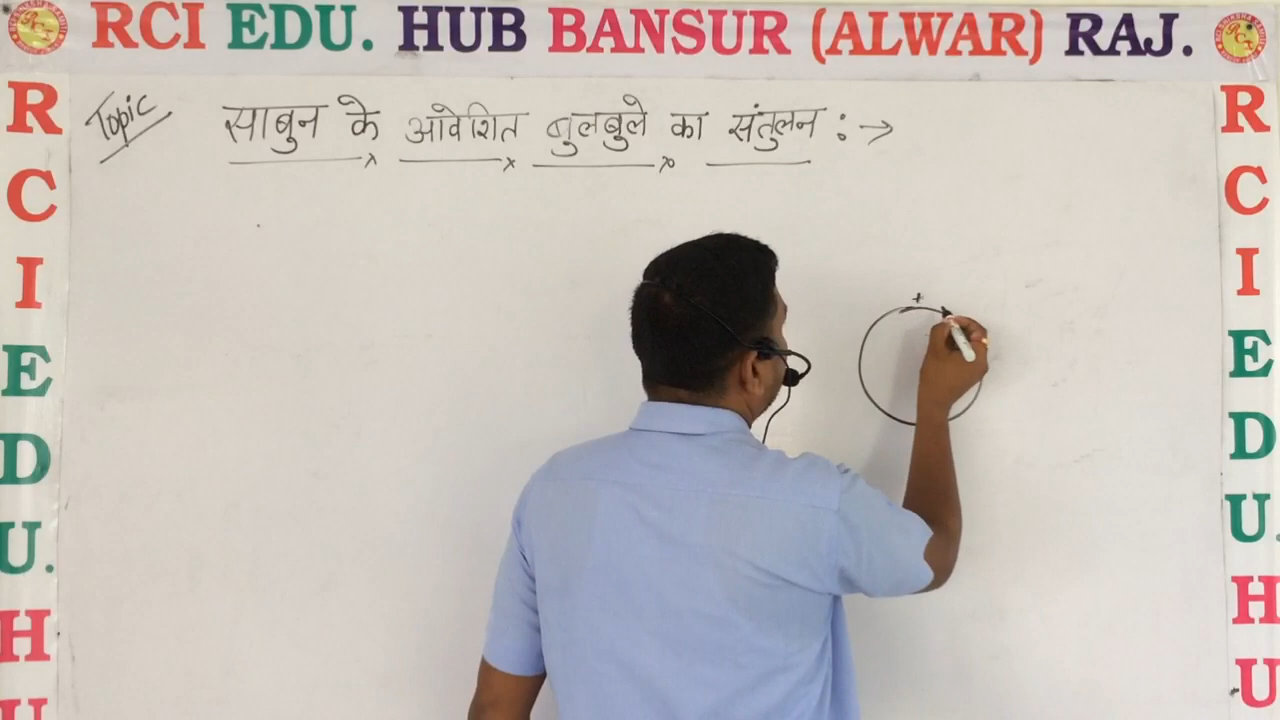 RCI EDU. HUB BANSUR (ALWAR) RAJ.
Topic साबुन के आवेशित बुलबुले का संतुलन :→
+
R
C
I
E
D
U.
H
U
R
C
I
E
D
U.
H
U